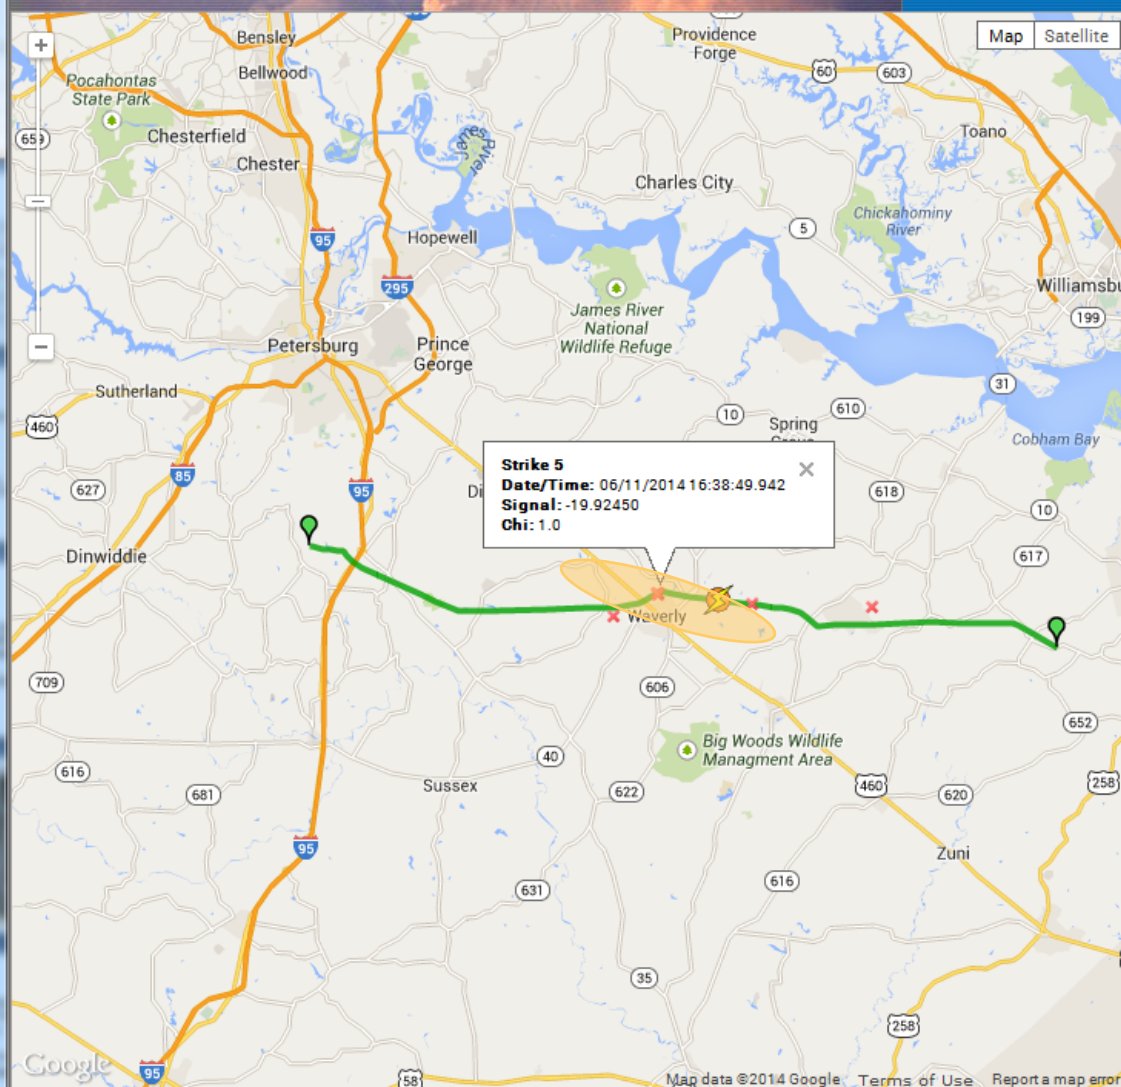 Bensley
Providence
Forge
Map
Satellite
Bellwood
60
603
Pocahontas
State Park
659
Chesterfield
Toano
James
River
Chester
Charles City
Chickahominy
River
5
95
Hopewell
295
Williamsbu
James River
National
Wildlife Refuge
199
Petersburg
Prince
George
Sutherland
31
10
610
460
Spring
Cobham Bay
Strike 5
Date/Time: 06/11/2014 16:38:49.942
Signal: -19.92450
Chi: 1.0
85
627
95
Di
618
10
Dinwiddie
617
Waverly
709
606
652
Big Woods Wildlife
Managment Area
40
616
Sussex
622
460
620
258
681
95
Zuni
616
631
35
258
Google
95
58
Map data ©2014 Google
Terms of Use
Report a map error